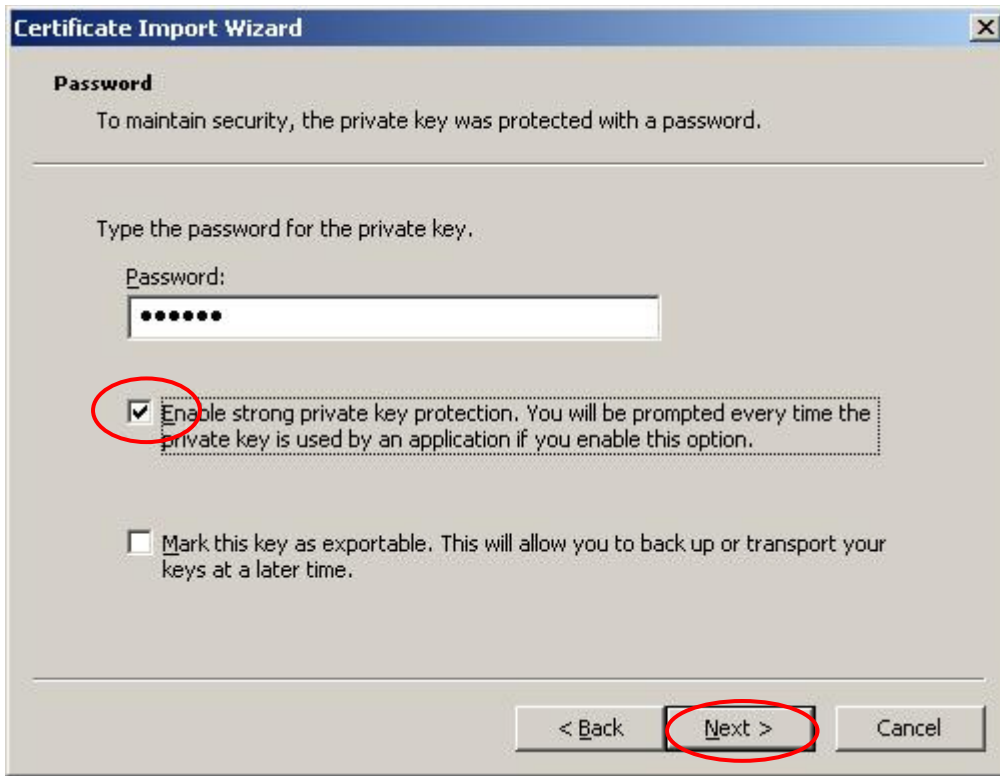 Certificate Import Wizard
Password
To maintain security, the private key was protected with a password.
Type the password for the private key.
Password:
••••••
Enable strong private key protection. You will be prompted every time the
private key is used by an application if you enable this option.
Mark this key as exportable. This will allow you to back up or transport your
keys at a later time.
< Back Next > Cancel